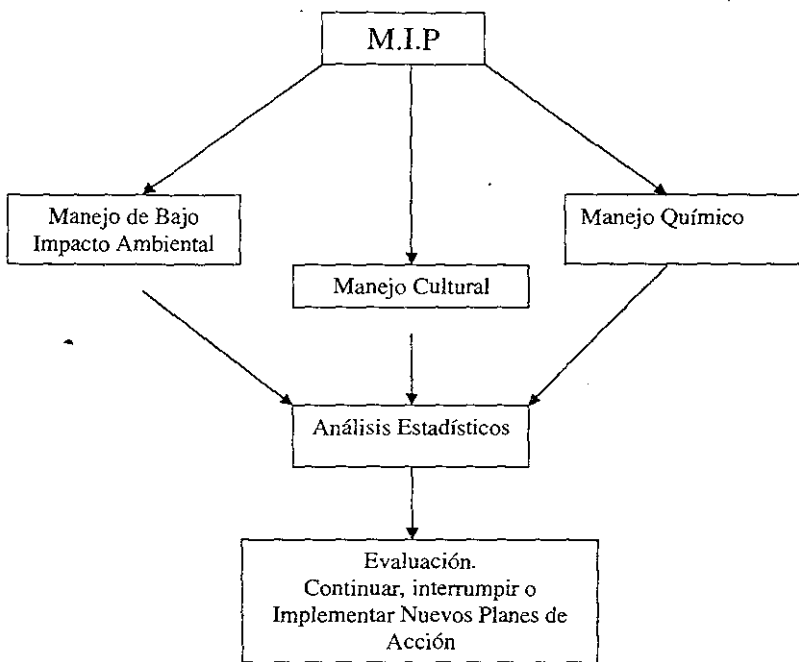 M.I.P
Manejo de Bajo
Impacto Ambiental
Manejo Químico
Manejo Cultural
Análisis Estadísticos
Evaluación.
Continuar, interrumpir o
Implementar Nuevos Planes de
Acción